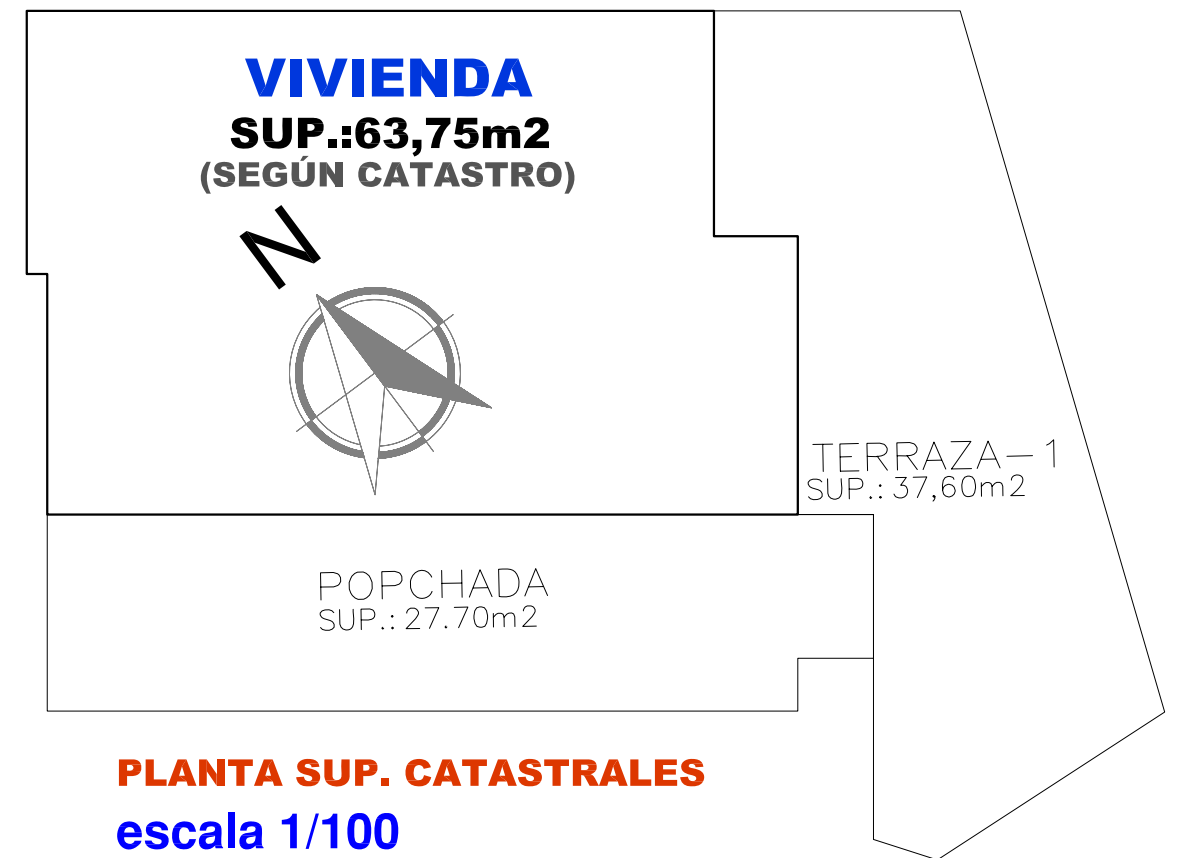 VIVIENDA
SUP.:63,75m2
(SEGÚN CATASTRO)
N
TERRAZA-1
SUP.: 37,60m2
POPCHADA
SUP.: 27.70m2
PLANTA SUP. CATASTRALES
escala 1/100